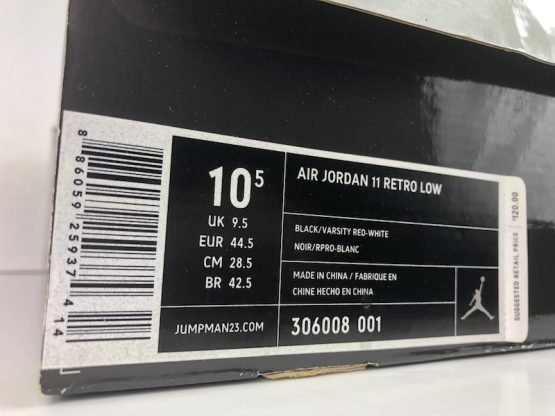 8 86059 25937 4 14
10 5
UK 9.5
EUR 44.5
CM 28.5
BR 42.5
JUMPMAN23.COM
AIR JORDAN 11 RETRO LOW
BLACK/VARSITY RED-WHITE
NOIR/RPRO-BLANC
MADE IN CHINA / FABRIQUE EN
CHINE HECHO EN CHINA
306008 001
SUGGESTED RETAIL PRICE
$120.00